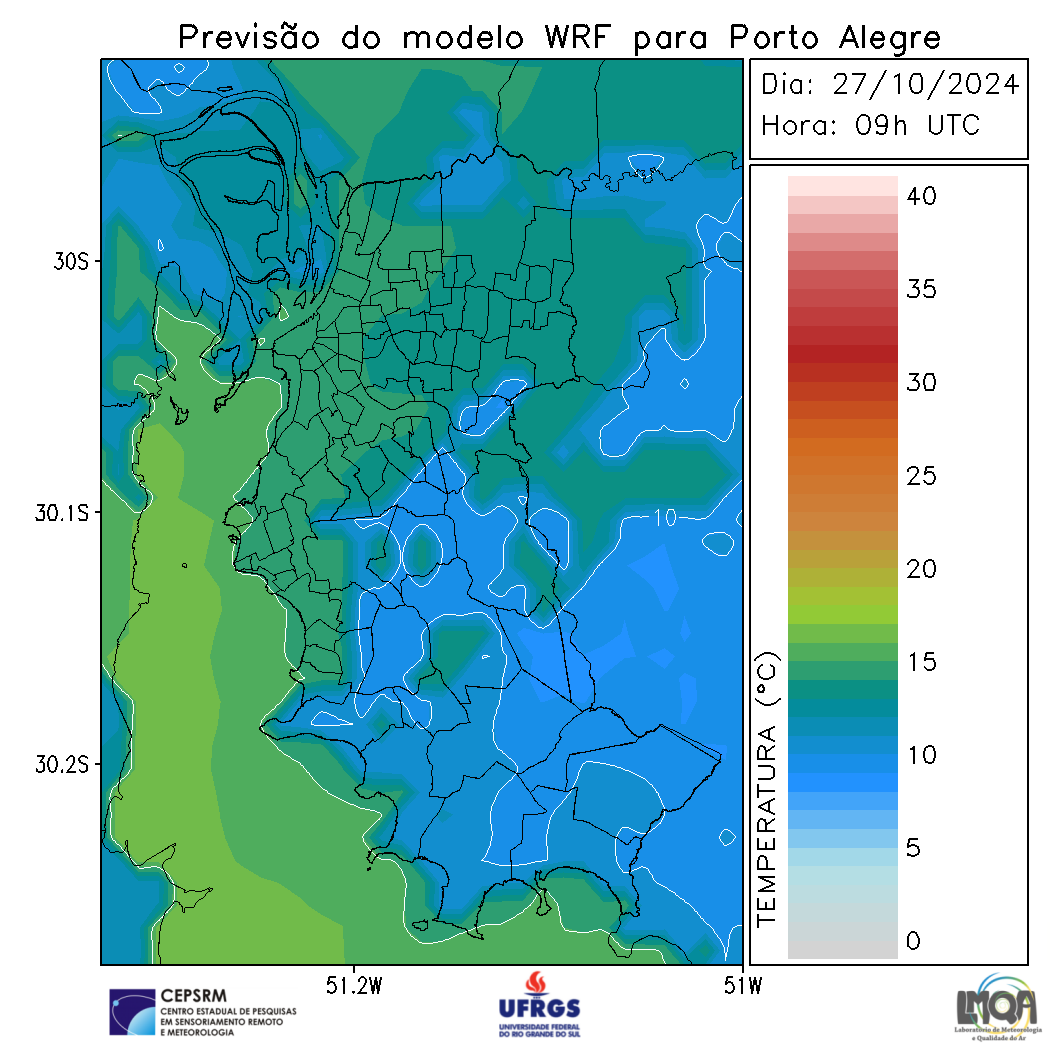 Previsão do modelo WRF para Porto Alegre
Dia: 27/10/2024
Hora: 09h UTC
30S
30.1S
30.2S
51.2W
51W
10
TEMPERATURA (°C)
40
35
30
25
20
15
10
5
0
CEPSRM
CENTRO ESTADUAL DE PESQUISAS
EM SENSORIAMENTO REMOTO
E METEOROLOGIA
UFRGS
UNIVERSIDADE FEDERAL
DO RIO GRANDE DO SUL
LMQA
Laboratório de Meteorologia
e Qualidade do Ar